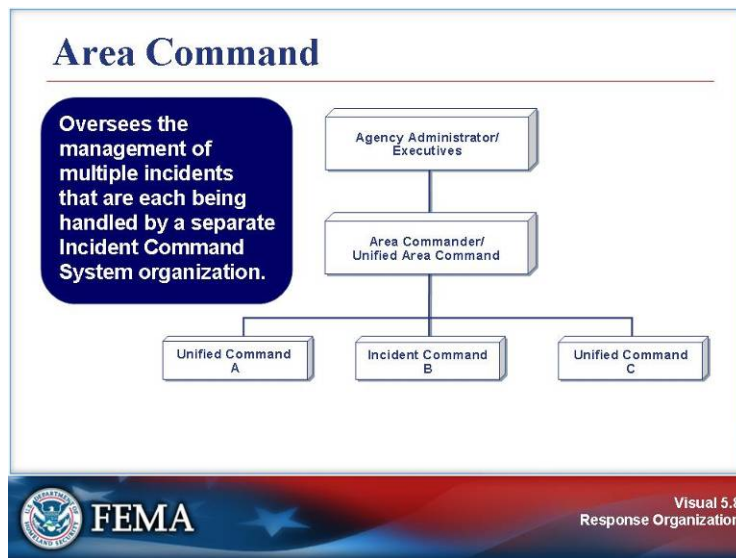 Area Command
Oversees the
management of
multiple incidents
that are each being
handled by a separate
Incident Command
System organization.
Agency Administrator/
Executives
Area Commander/
Unified Area Command
Unified Command
A
Incident Command
B
Unified Command
C
FEMA
Visual 5.8
Response Organization